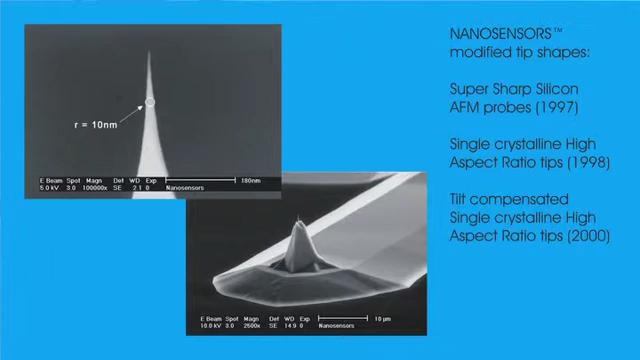 NANOSENSORS™
modified tip shapes:
Super Sharp Silicon
AFM probes (1997)
Single crystalline High
Aspect Ratio tips (1998)
Tilt compensated
Single crystalline High
Aspect Ratio tips (2000)
r = 10nm
E Beam Spot Magn Det WD Exp 180nm
5.0 kV 3.0 100000x SE 2.1 0 Nanosensors
E Beam Spot Magn Det WD Exp 10 µm
10.0 kV 3.0 2500x SE 14.9 0 Nanosensors